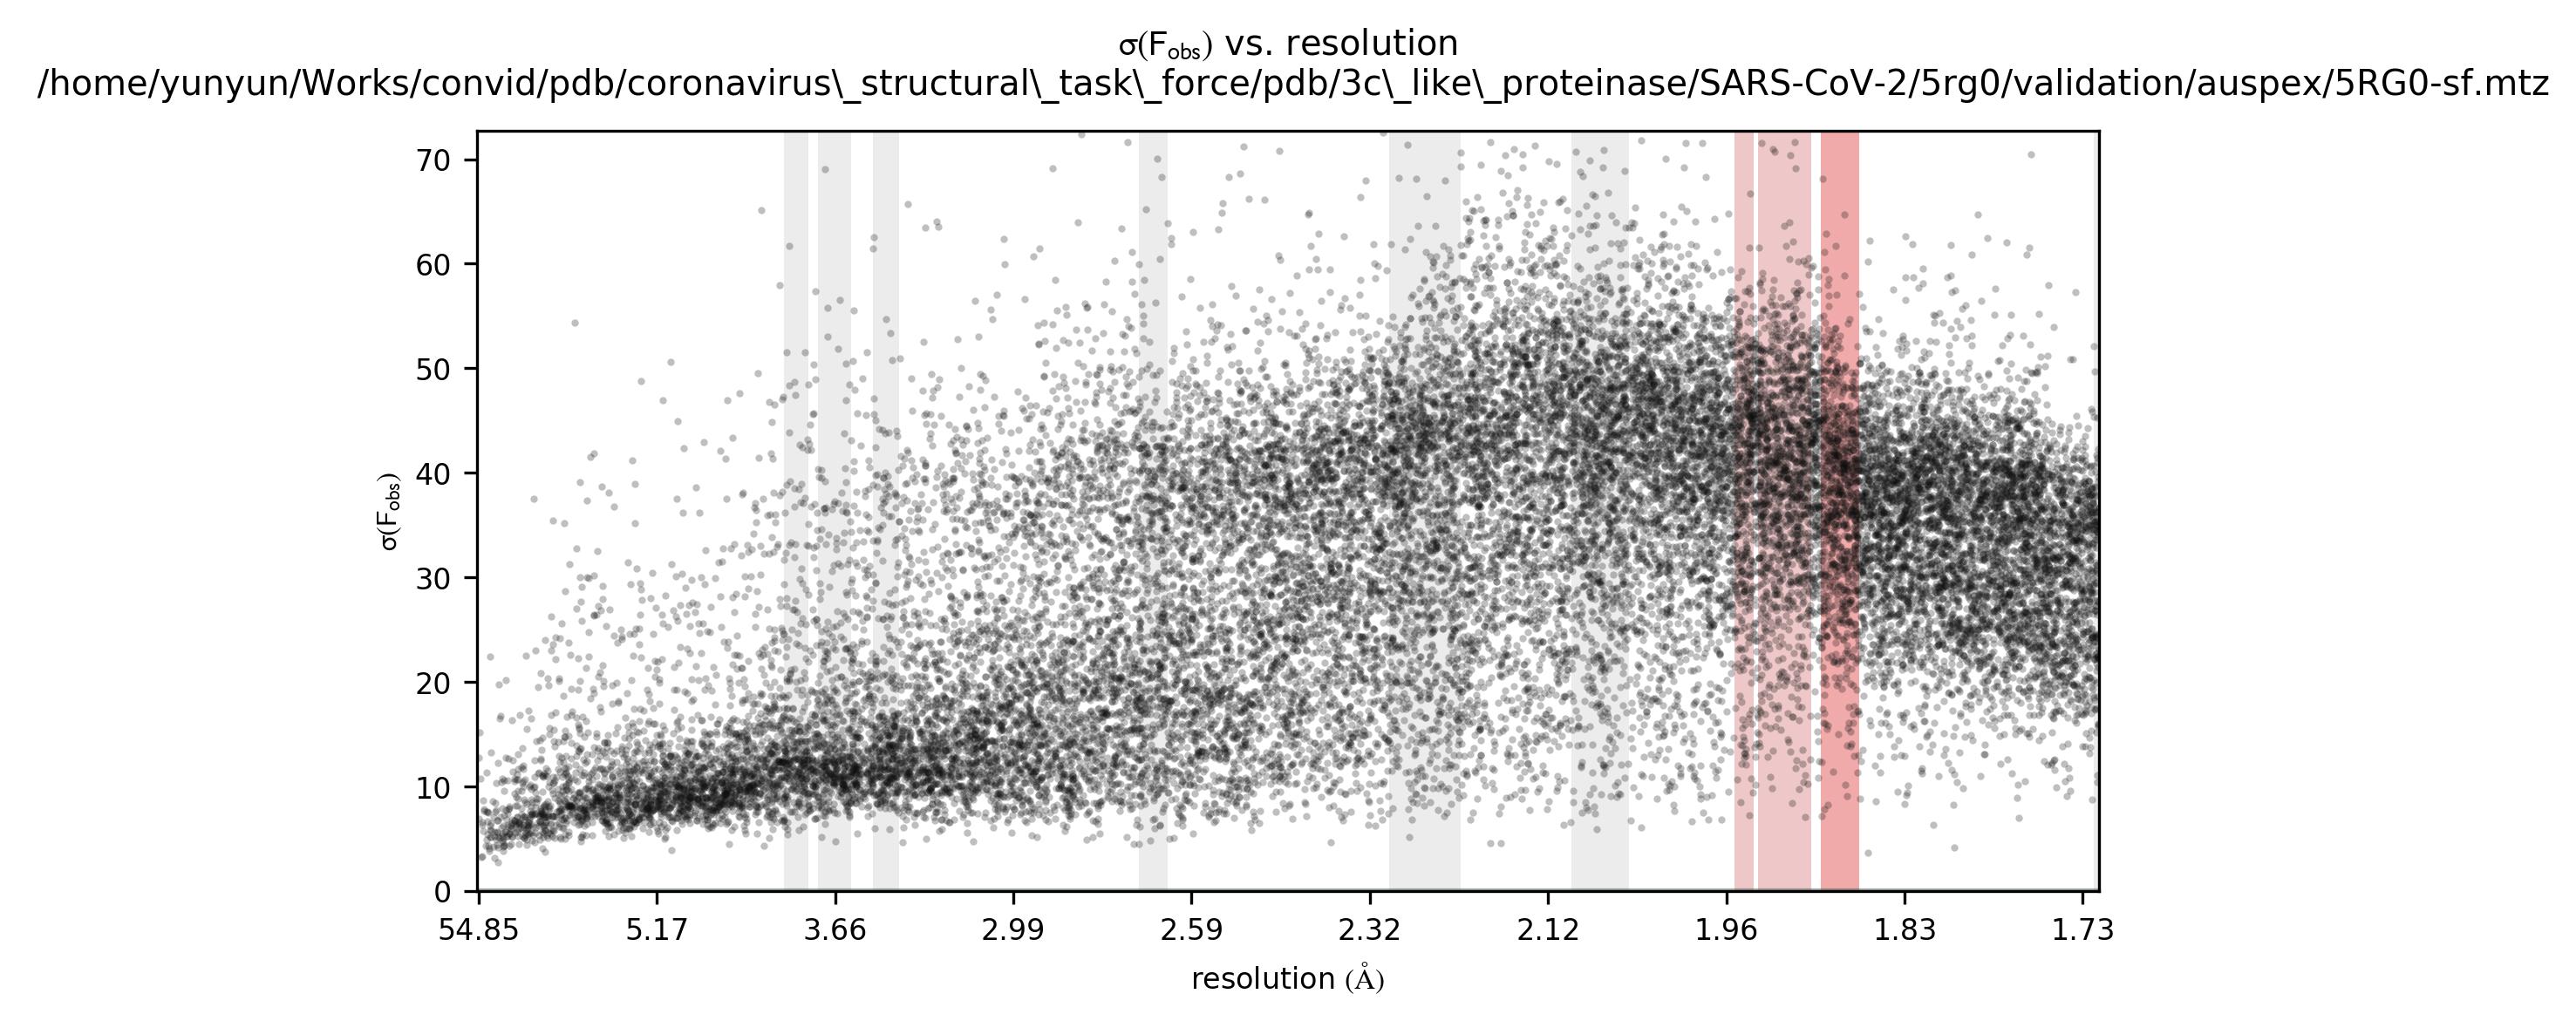 σ(Fobs) vs. resolution
/home/yunyun/Works/convid/pdb/coronavirus\_structural\_task\_force/pdb/3c\_like\_proteinase/SARS-CoV-2/5rg0/validation/auspex/5RG0-sf.mtz
70
60
50
40
30
20
10
0
σ(Fobs)
54.85 5.17 3.66 2.99 2.59 2.32 2.12 1.96 1.83 1.73
resolution (Å)